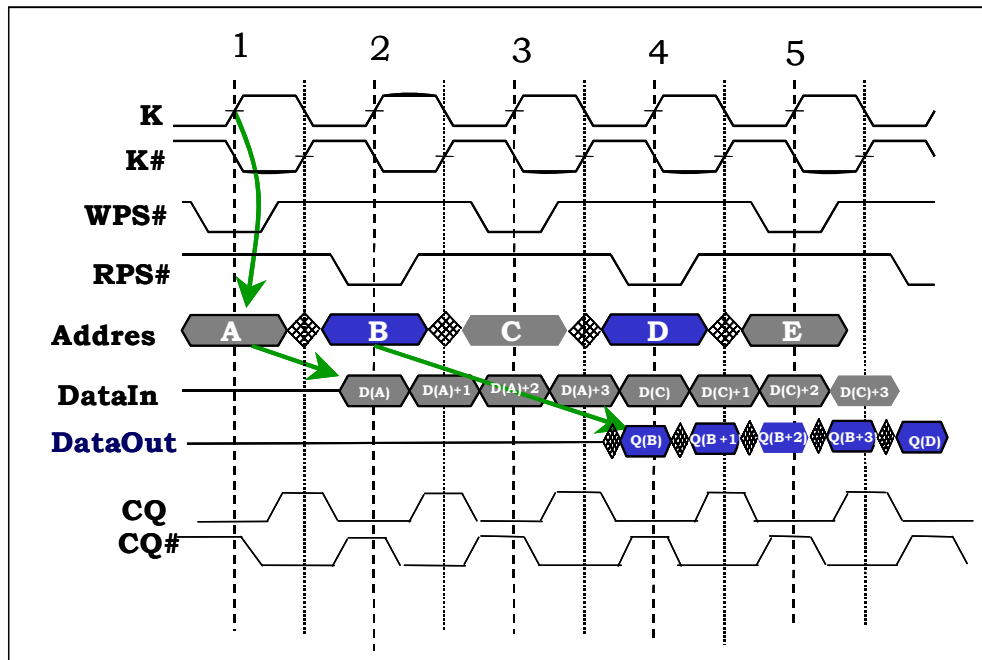 1 2 3 4 5
K
K#
WPS#
RPS#
Addres A B C D E
DataIn D(A) D(A)+1 D(A)+2 D(A)+3 D(C) D(C)+1 D(C)+2 D(C)+3
DataOut Q(B) Q(B +1) Q(B+2) Q(B+3 Q(D)
CQ
CQ#